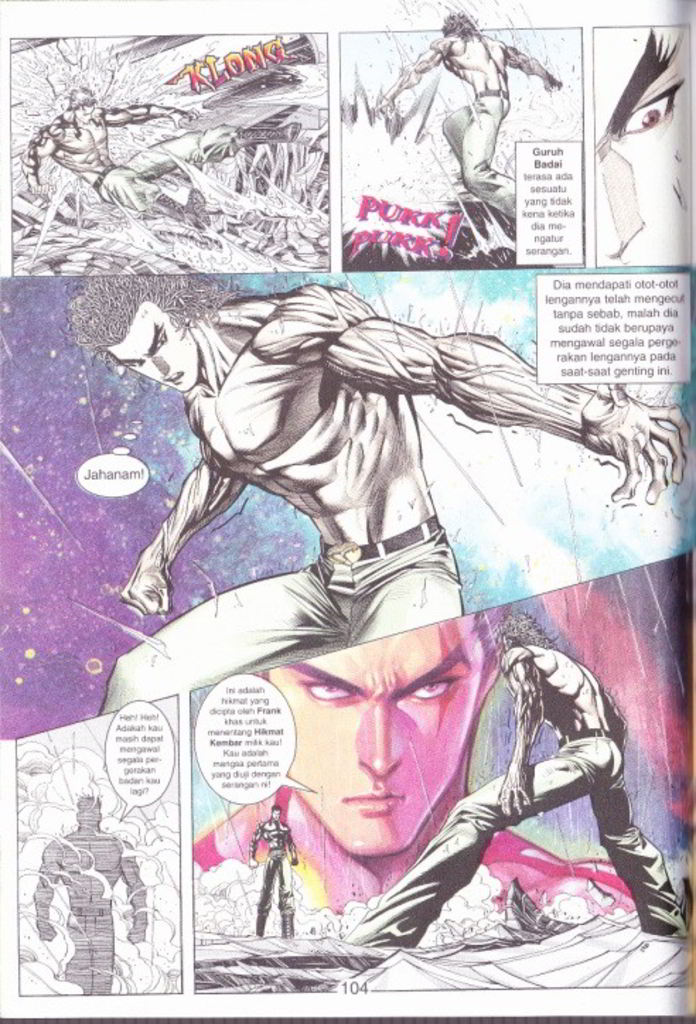 KLONG
PURK!
PURK!
Guruh
Badai
terasa ada
sesuatu
yang tidak
kena ketika
dia me-
ngatur
serangan.
Dia mendapati otot-otot
lengannya telah mengecut
tanpa sebab, malah dia
sudah tidak berupaya
mengawal segala perge-
rakan lengannya pada
saat-saat genting ini.
Jahanam!
Heh! Heh!
Adakah kau
masih dapat
mengawal
segala per-
gerakan
badan kau
lagi?
Ini adalah
hikmat yang
dicipta oleh Frank
khas untuk
menentang Hikmat
Kembar milik kau!
Kau adalah
mangsa pertama
yang diuji dengan
serangan ini!
104